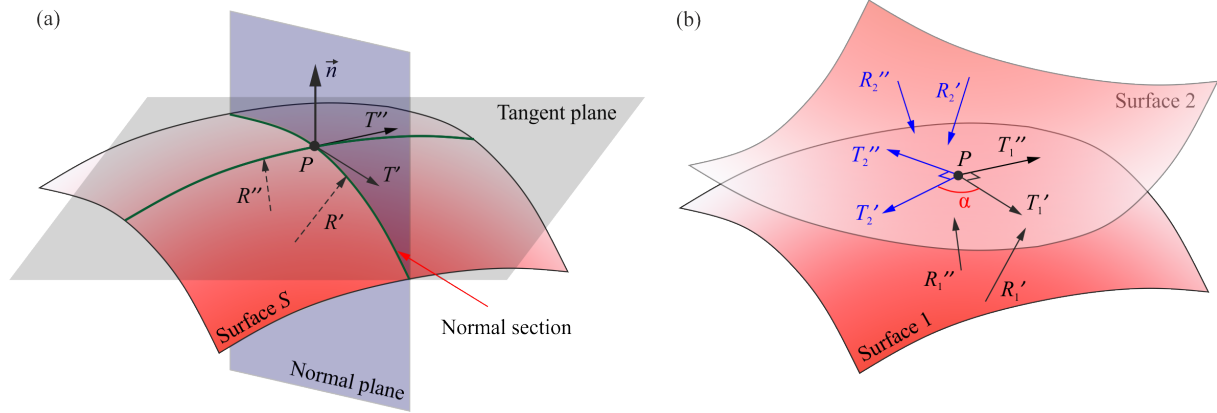 (a)
n
Tangent plane
T″
P
T′
R″
R′
Surface S
Normal section
Normal plane
(b)
R₂″
R₂′
Surface 2
T₂″
P
T₁″
T₂′
α
T₁′
R₁″
R₁′
Surface 1